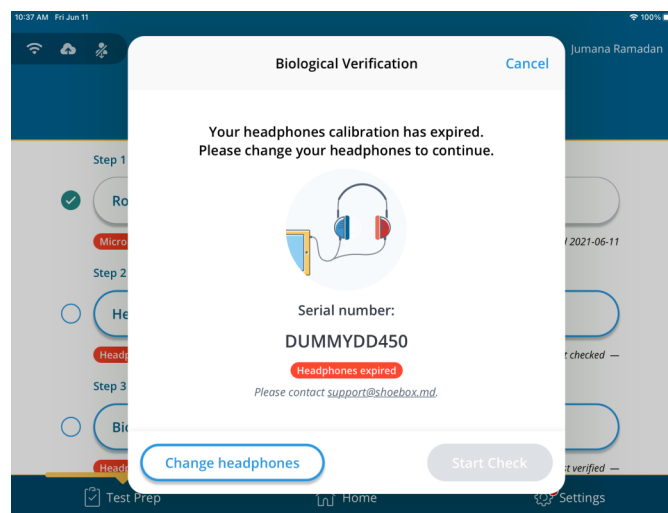 10:37 AM Fri Jun 11
100%
Jumana Ramadan
Biological Verification
Cancel
Your headphones calibration has expired.
Please change your headphones to continue.
Step 1
Ro
Micro
2021-06-11
Step 2
He
Headp
checked —
Step 3
Bio
Headp
verified —
Serial number:
DUMMYDD450
Headphones expired
Please contact support@shoebox.md.
Change headphones
Start Check
Test Prep
Home
Settings